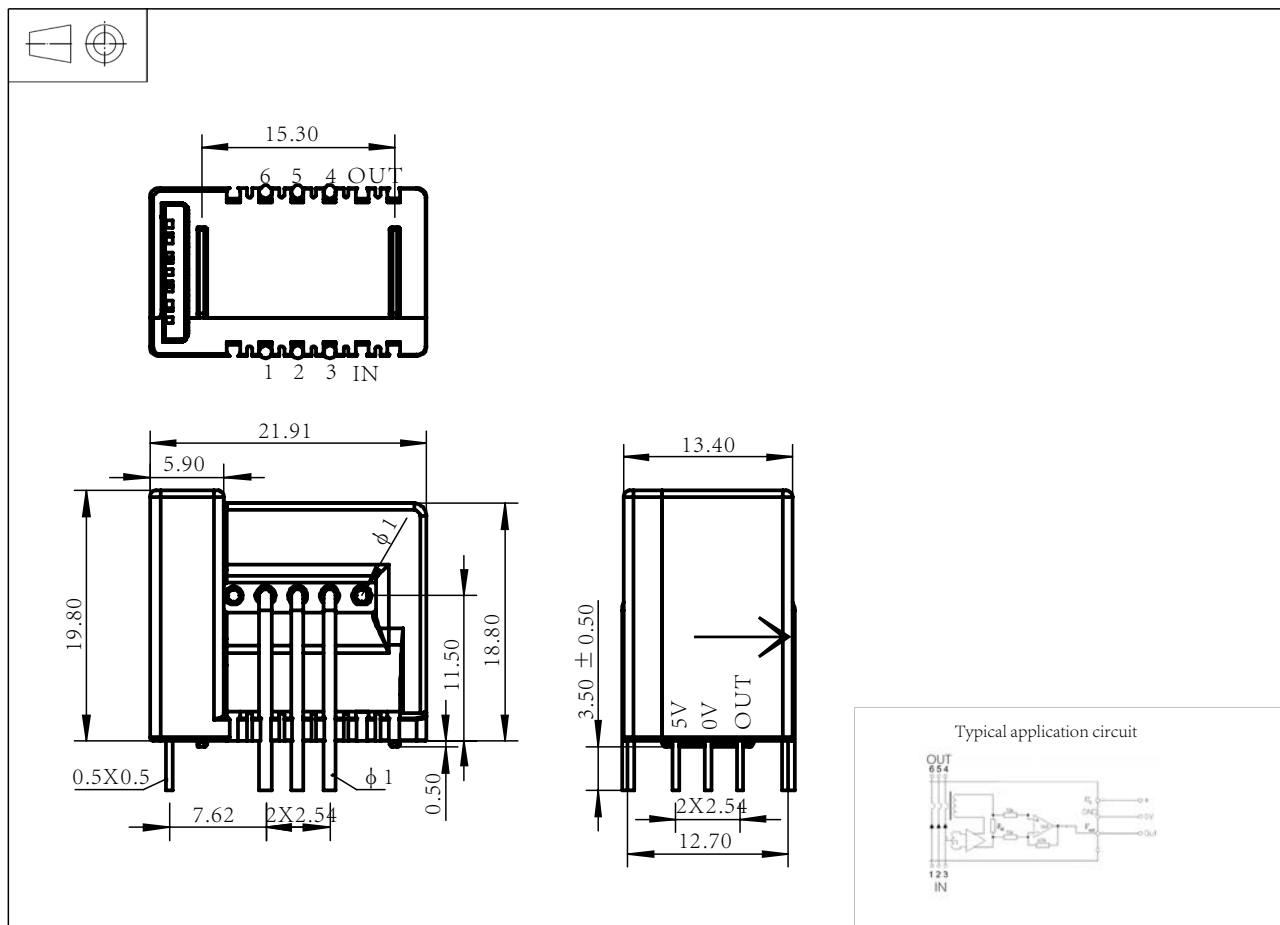 15.30
6 5 4 OUT
1 2 3 IN
21.91
5.90
19.80
ϕ1
11.50
18.80
0.5X0.5
ϕ1
0.50
7.62
2X2.54
13.40
3.50 ± 0.50
5V
0V
OUT
2X2.54
12.70
Typical application circuit
OUT
654
+
0V
Out
123
IN